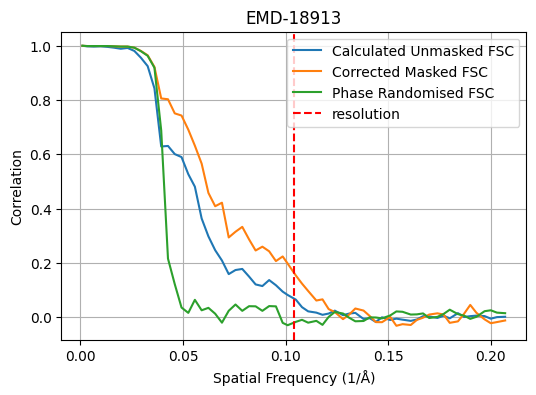 EMD-18913
1.0
0.8
0.6
0.4
0.2
0.0
Correlation
Calculated Unmasked FSC
Corrected Masked FSC
Phase Randomised FSC
resolution
0.00 0.05 0.10 0.15 0.20
Spatial Frequency (1/Å)